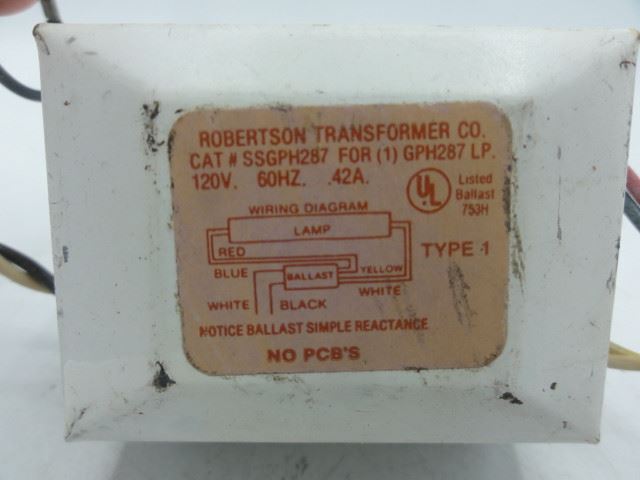 ROBERTSON TRANSFORMER CO.
CAT # SSGPH287 FOR (1) GPH287 LP.
120V. 60HZ. .42A.
UL
Listed
Ballast
753H
WIRING DIAGRAM
LAMP
RED
BLUE
BALLAST
YELLOW
WHITE
WHITE
BLACK
TYPE 1
NOTICE BALLAST SIMPLE REACTANCE
NO PCB'S